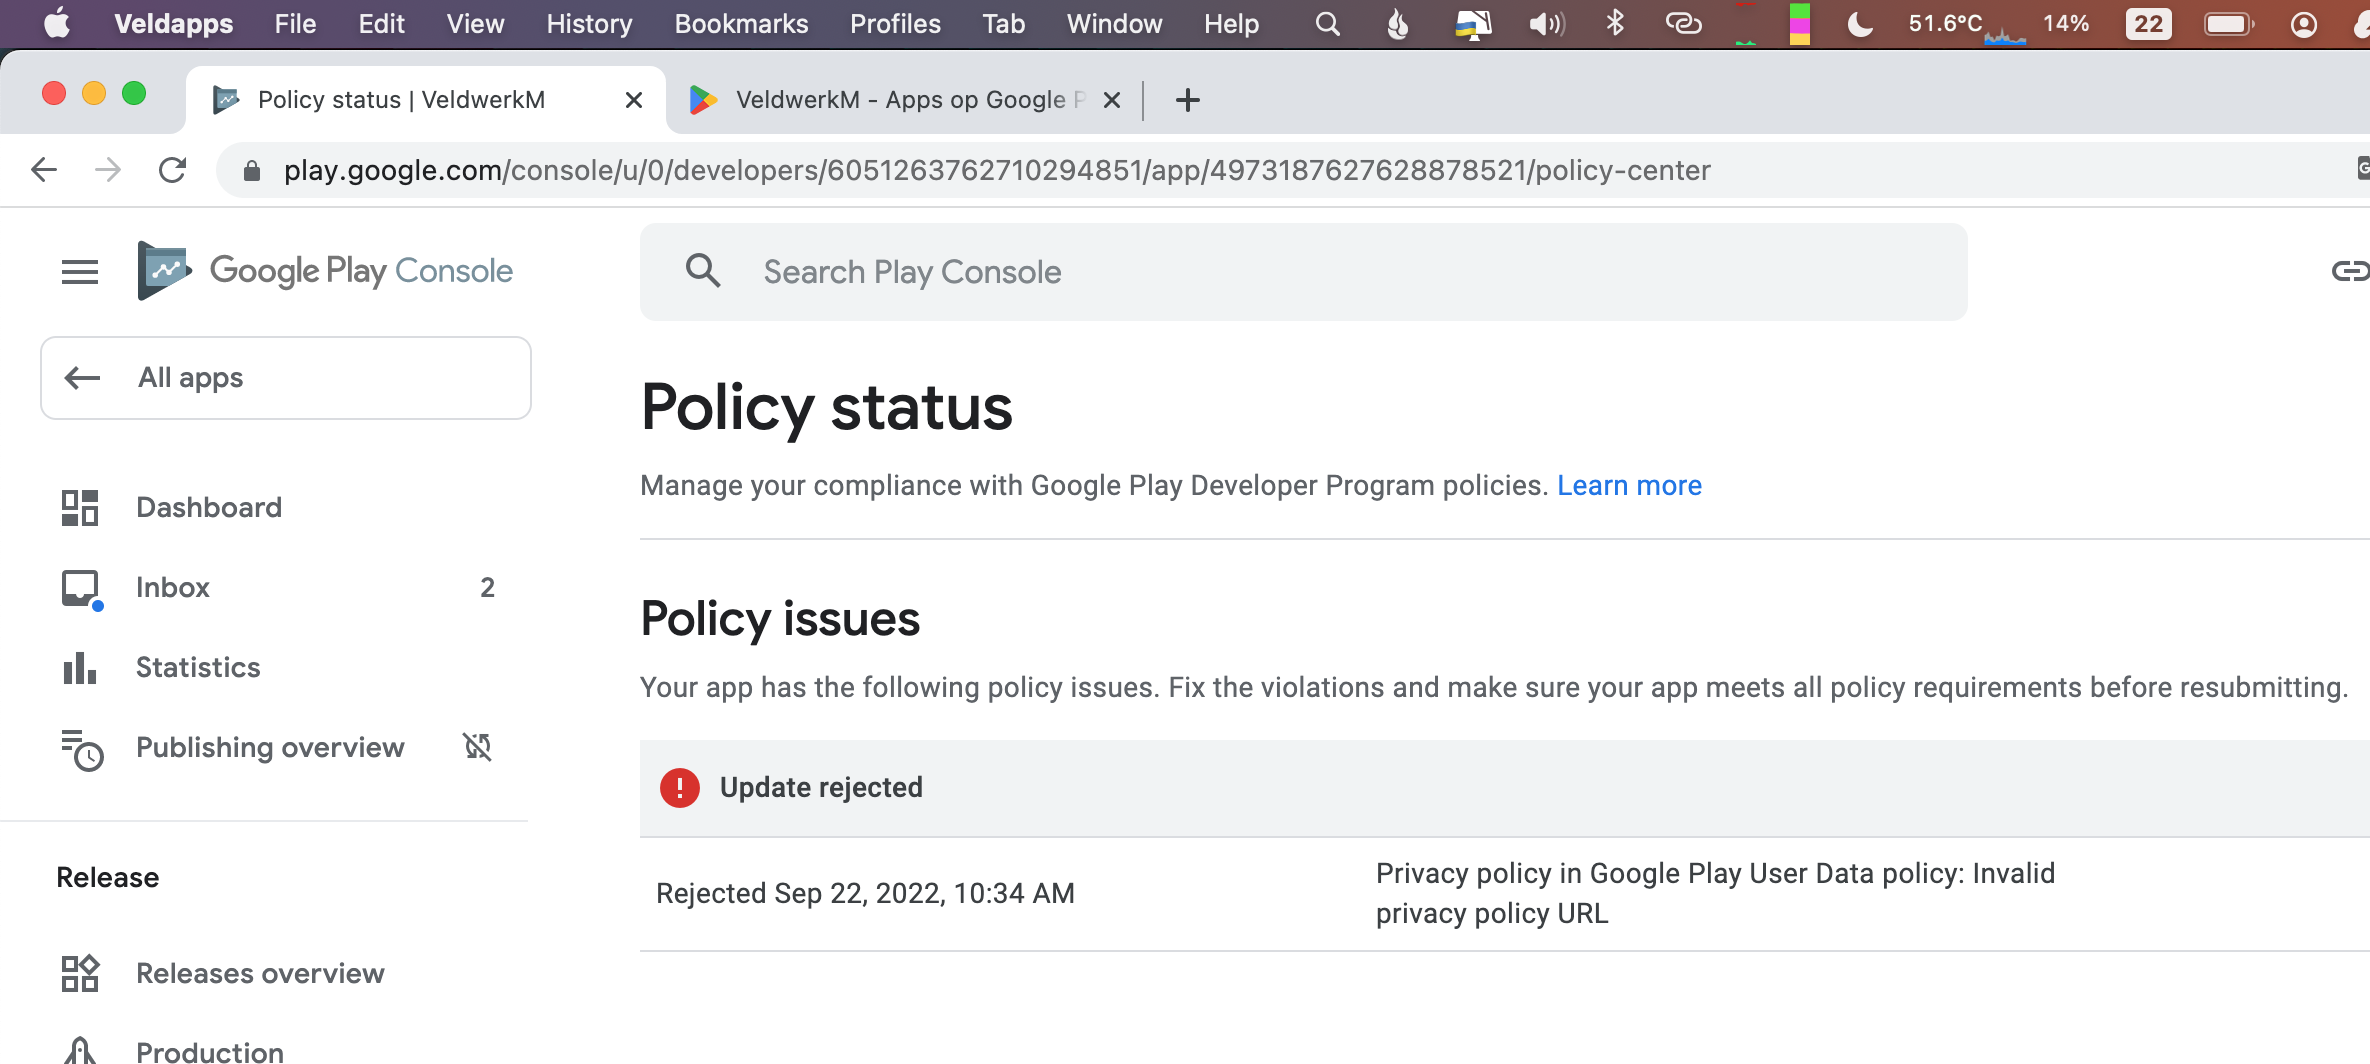 Veldapps File Edit View History Bookmarks Profiles Tab Window Help 51.6°C 14% 22
Policy status | VeldwerkM
VeldwerkM - Apps op Google P
play.google.com/console/u/0/developers/6051263762710294851/app/4973187627628878521/policy-center
Google Play Console
Search Play Console
All apps
Dashboard
Inbox 2
Statistics
Publishing overview
Release
Releases overview
Production
Policy status
Manage your compliance with Google Play Developer Program policies. Learn more
Policy issues
Your app has the following policy issues. Fix the violations and make sure your app meets all policy requirements before resubmitting.
Update rejected
Rejected Sep 22, 2022, 10:34 AM
Privacy policy in Google Play User Data policy: Invalid
privacy policy URL